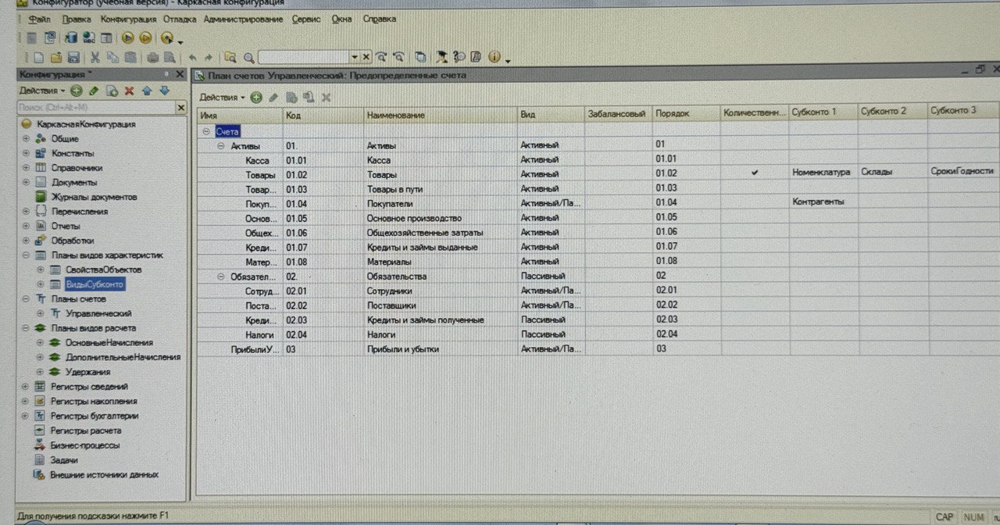 Конфигуратор (учебная версия) - Каркасная конфигурация
Файл Правка Конфигурация Отладка Администрирование Сервис Окна Справка
Конфигурация *
Действия
Поиск (Ctrl+Alt+M)
КаркаснаяКонфигурация
Общие
Константы
Справочники
Документы
Журналы документов
Перечисления
Отчеты
Обработки
Планы видов характеристик
СвойстваОбъектов
ВидыСубконто
Планы счетов
Управленческий
Планы видов расчета
ОсновныеНачисления
ДополнительныеНачисления
Удержания
Регистры сведений
Регистры накопления
Регистры бухгалтерии
Регистры расчета
Бизнес-процессы
Задачи
Внешние источники данных
План счетов Управленческий: Предопределенные счета
Действия
Имя Код Наименование Вид Забалансовый Порядок Количественн... Субконто 1 Субконто 2 Субконто 3
Счета
Активы 01. Активы Активный 01
Касса 01.01 Касса Активный 01.01
Товары 01.02 Товары Активный 01.02 ✔ Номенклатура Склады СрокиГодности
Товар... 01.03 Товары в пути Активный 01.03
Покуп... 01.04 Покупатели Активный/Па... 01.04 Контрагенты
Основ... 01.05 Основное производство Активный 01.05
Общех... 01.06 Общехозяйственные затраты Активный 01.06
Креди... 01.07 Кредиты и займы выданные Активный 01.07
Матер... 01.08 Материалы Активный 01.08
Обязател... 02. Обязательства Пассивный 02
Сотруд... 02.01 Сотрудники Активный/Па... 02.01
Поста... 02.02 Поставщики Активный/Па... 02.02
Креди... 02.03 Кредиты и займы полученные Пассивный 02.03
Налоги 02.04 Налоги Пассивный 02.04
ПрибылиУ... 03 Прибыли и убытки Активный/Па... 03
Для получения подсказки нажмите F1
CAP NUM